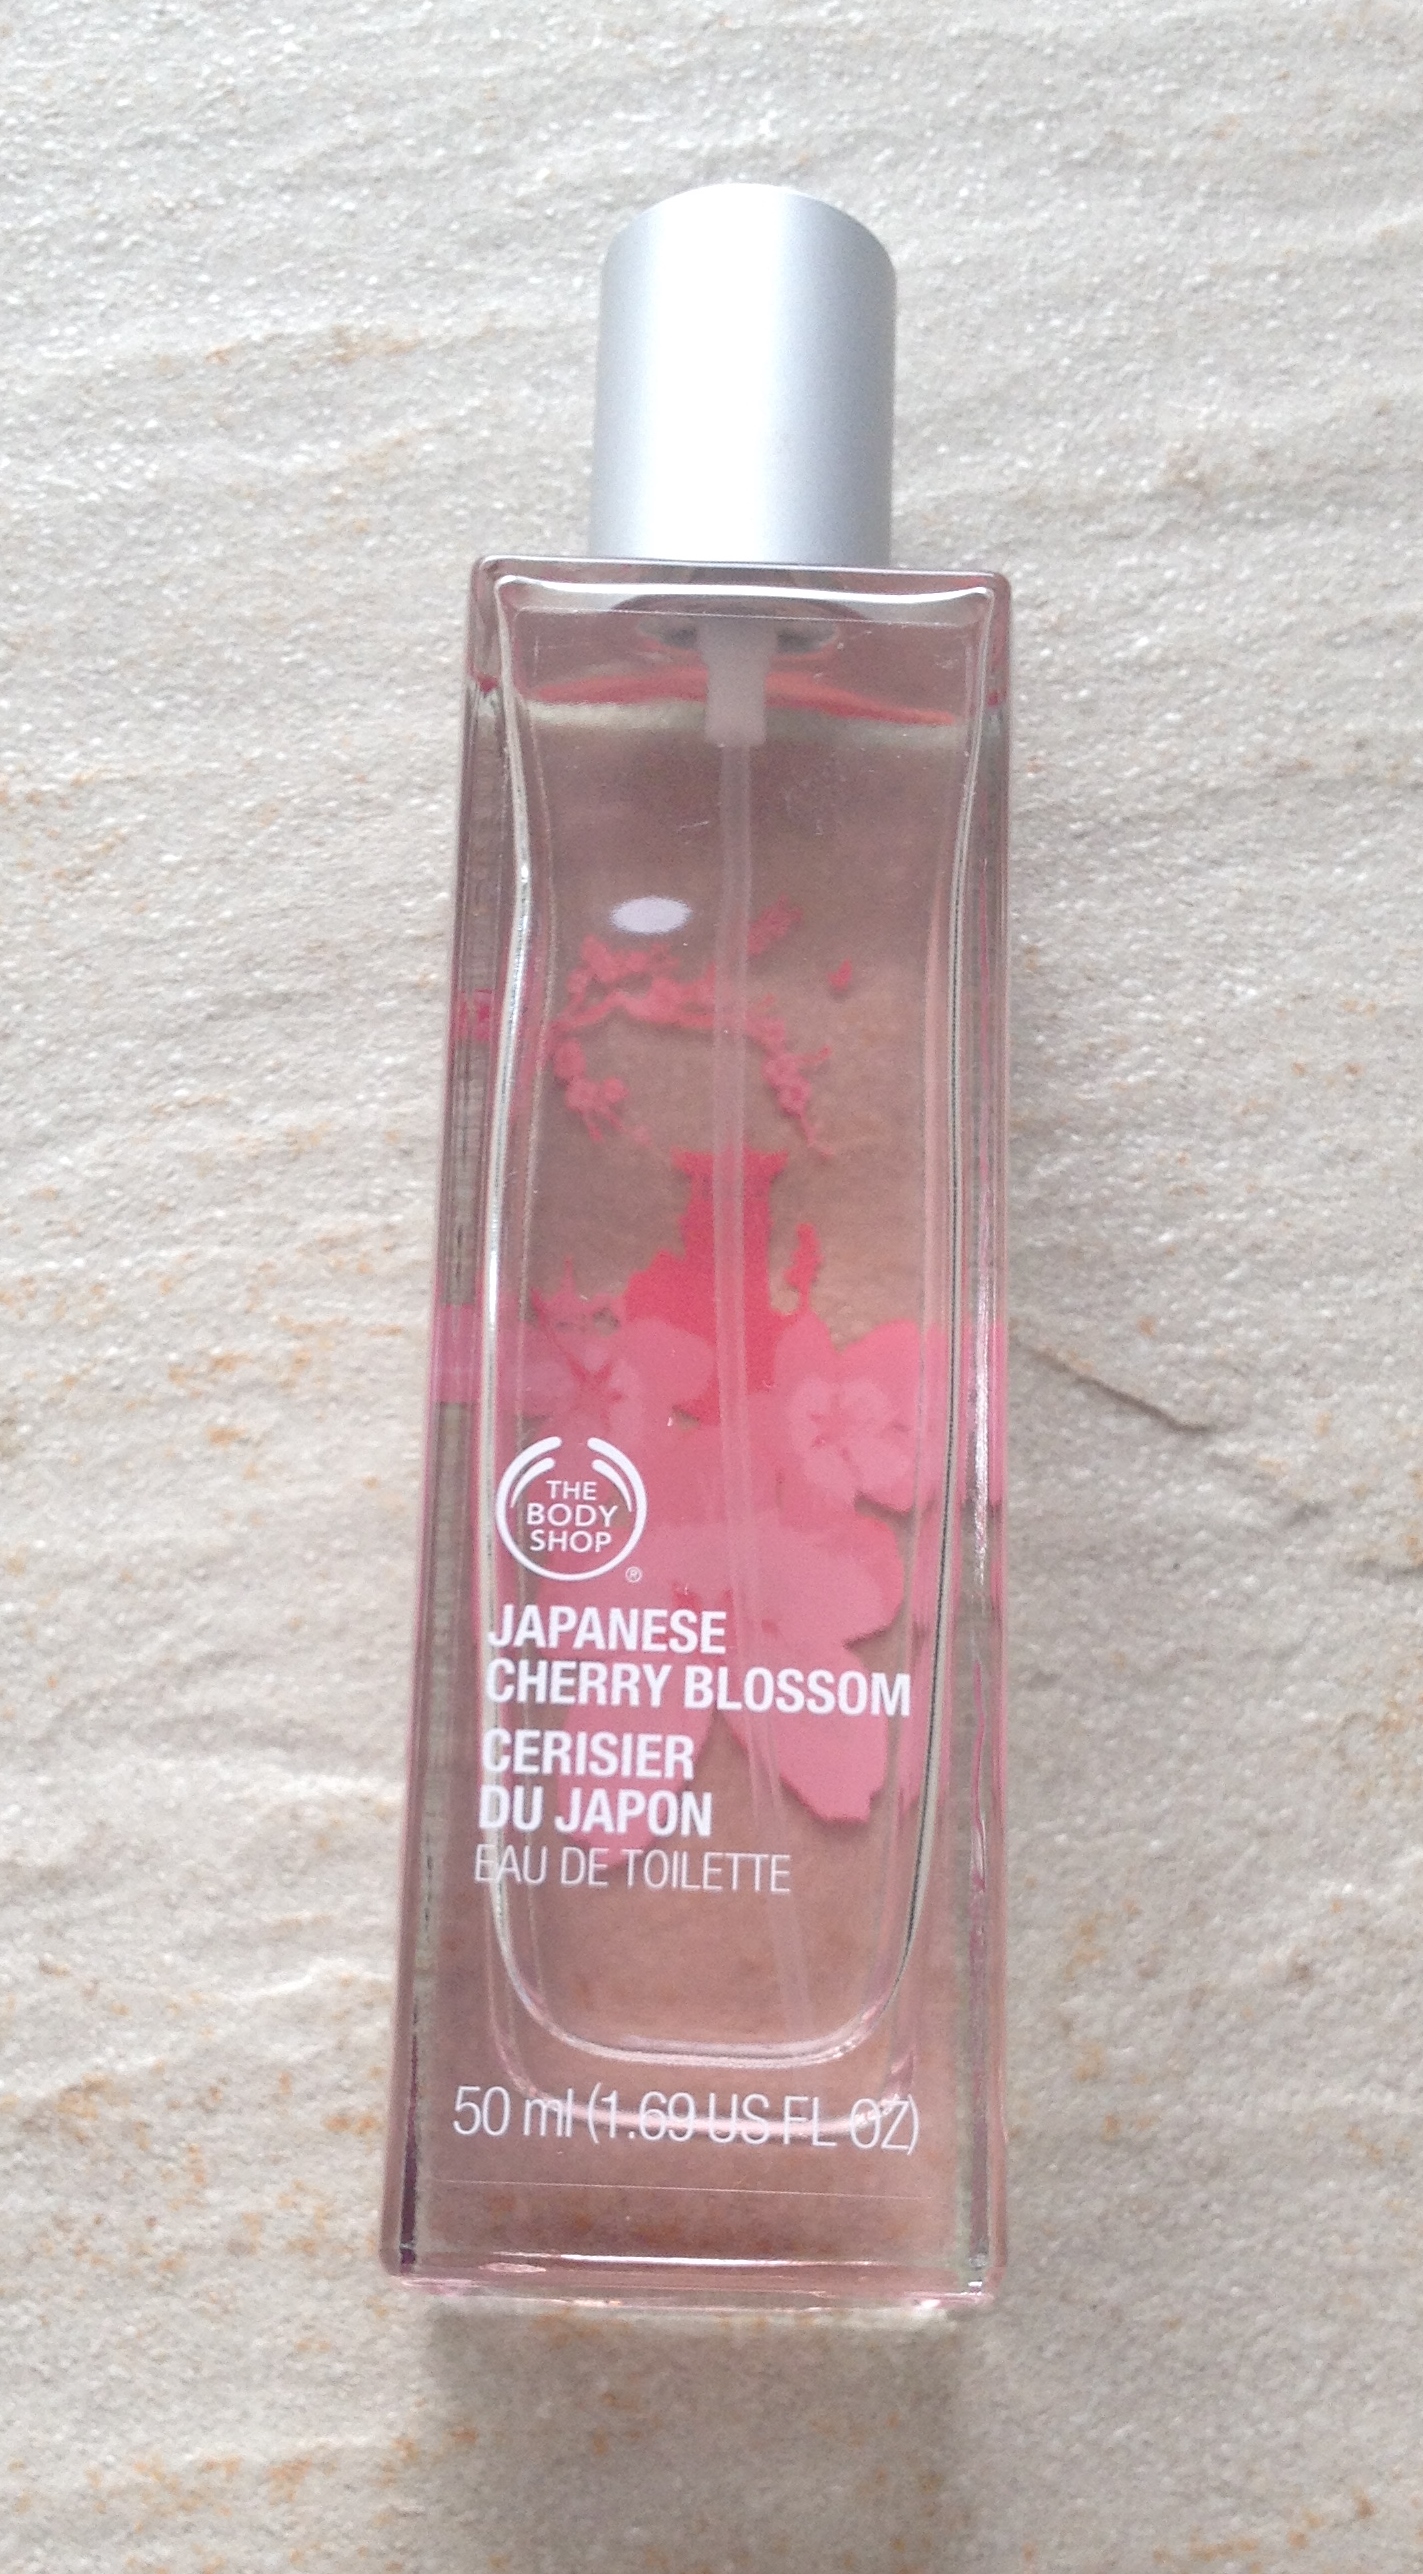 THE
BODY
SHOP
®
JAPANESE
CHERRY BLOSSOM
CERISIER
DU JAPON
EAU DE TOILETTE
50 ml (1.69 US FL OZ)